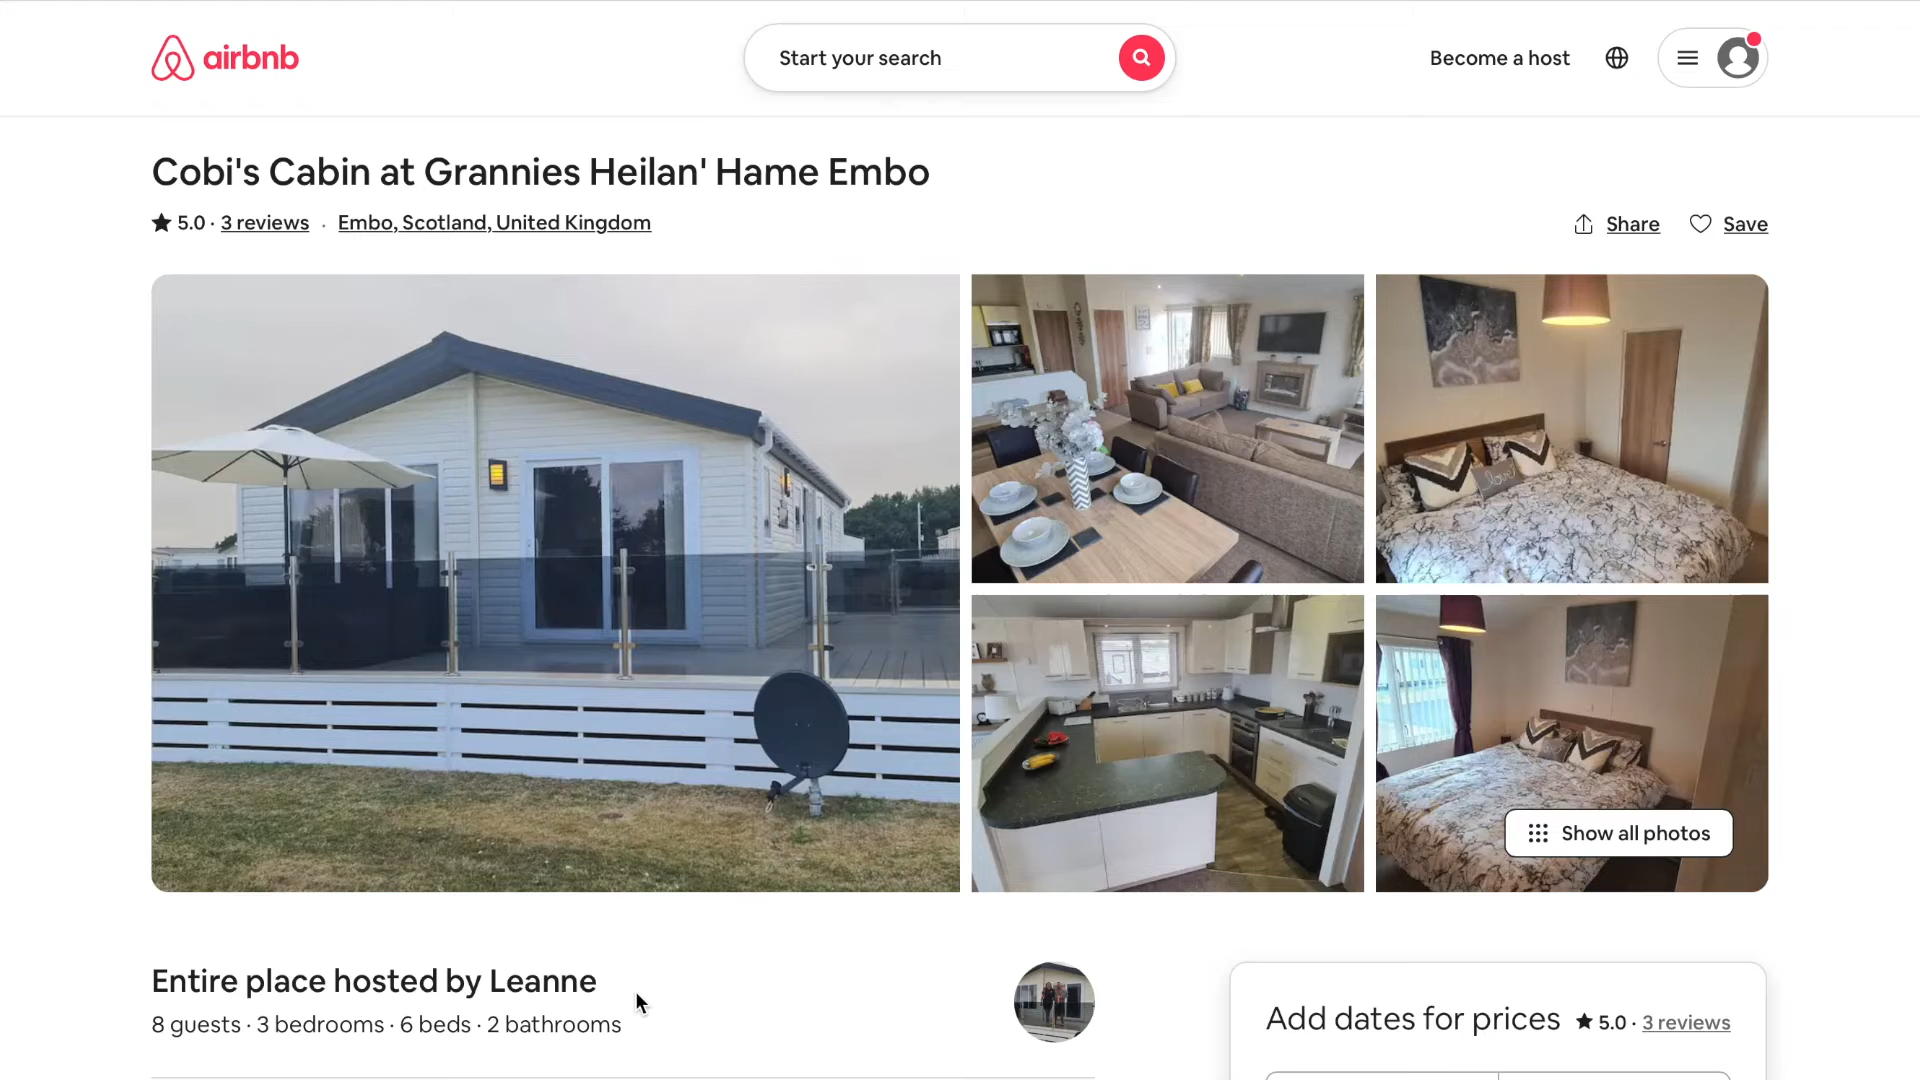 airbnb
Start your search
Become a host
Cobi's Cabin at Grannies Heilan' Hame Embo
5.0 · 3 reviews · Embo, Scotland, United Kingdom
Share
Save
love
Show all photos
Entire place hosted by Leanne
8 guests · 3 bedrooms · 6 beds · 2 bathrooms
Add dates for prices
5.0 · 3 reviews